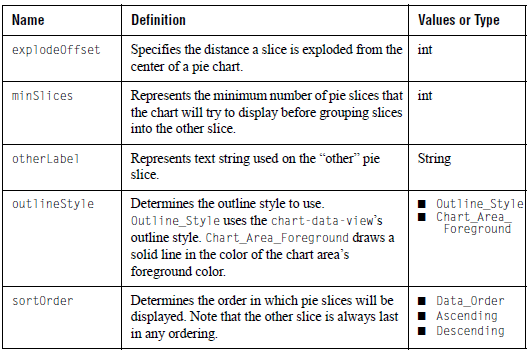 Name Definition Values or Type
explodeOffset Specifies the distance a slice is exploded from the int
center of a pie chart.
minSlices Represents the minimum number of pie slices that int
the chart will try to display before grouping slices
into the other slice.
otherLabel Represents text string used on the “other” pie String
slice.
outlineStyle Determines the outline style to use. ■ Outline_Style
Outline_Style uses the chart-data-view’s ■ Chart_Area_
outline style. Chart_Area_Foreground draws a Foreground
solid line in the color of the chart area’s
foreground color.
sortOrder Determines the order in which pie slices will be ■ Data_Order
displayed. Note that the other slice is always last ■ Ascending
in any ordering. ■ Descending